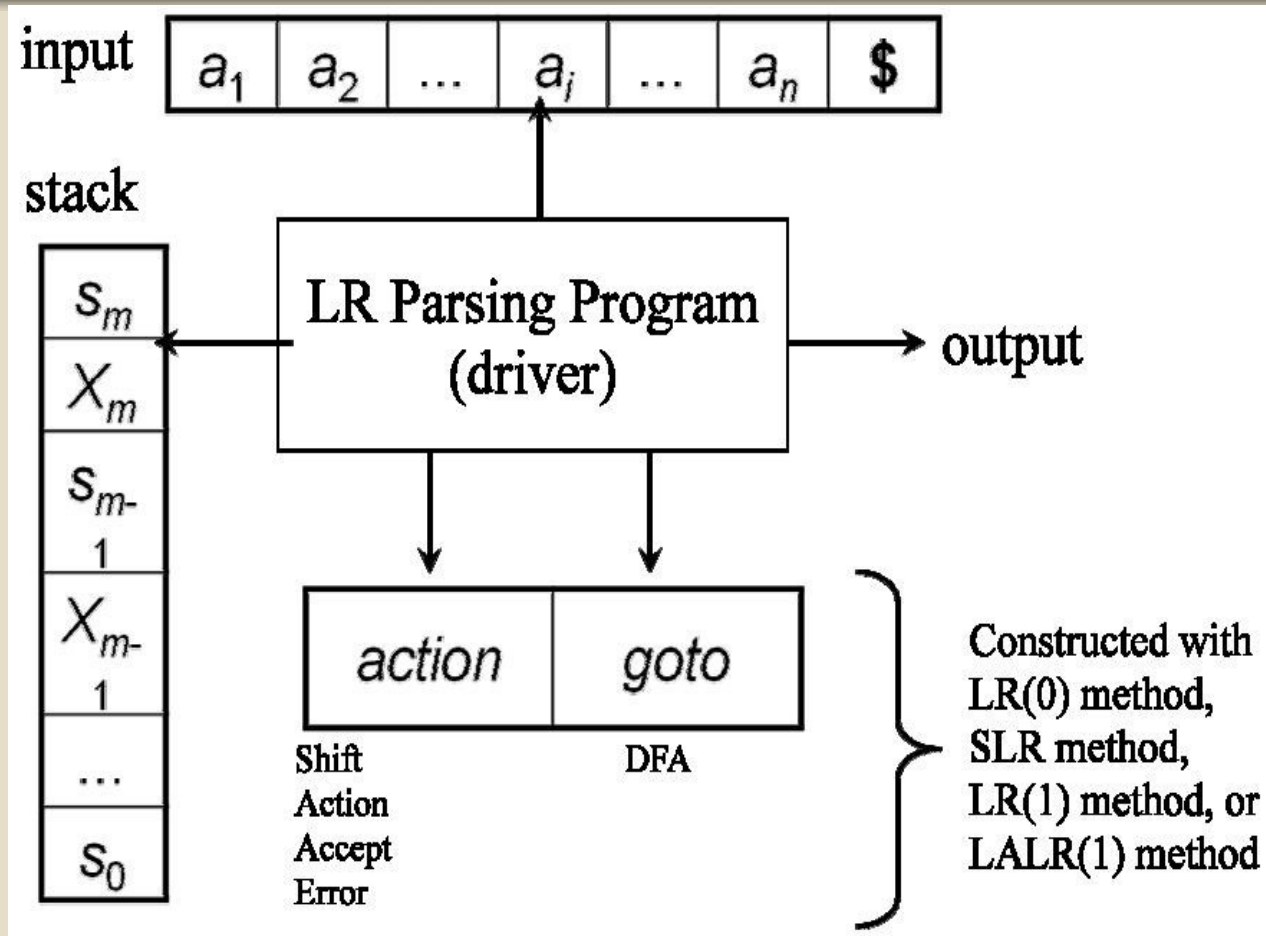 input a₁ a₂ ... aᵢ ... aₙ $
stack
sₘ
Xₘ
sₘ₋
1
Xₘ₋
1
...
s₀
LR Parsing Program
(driver)
output
action goto
Shift DFA
Action
Accept
Error
Constructed with
LR(0) method,
SLR method,
LR(1) method, or
LALR(1) method